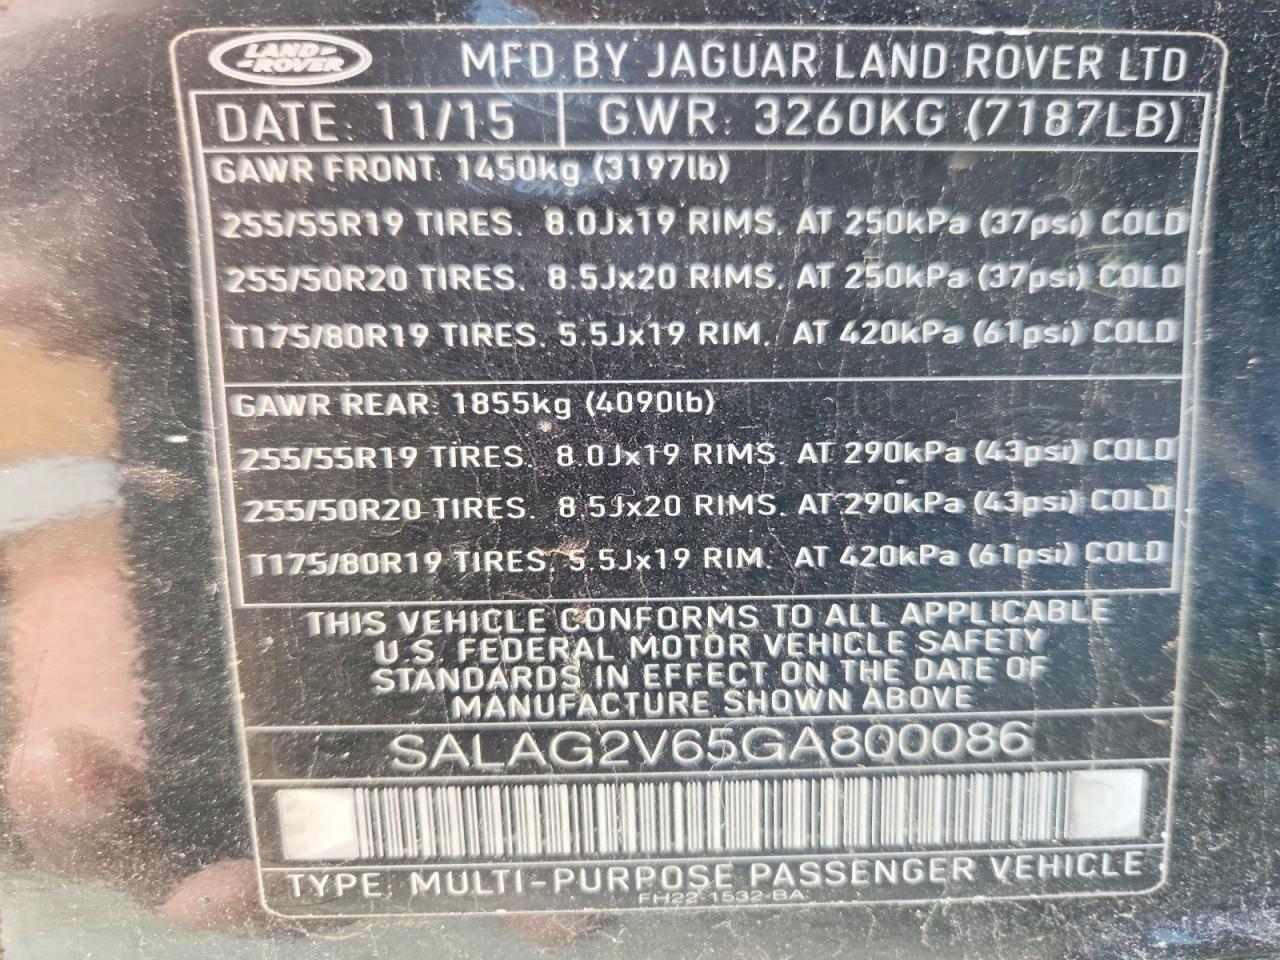 LAND-
-ROVER
MFD BY JAGUAR LAND ROVER LTD
DATE: 11/15 GWR: 3260KG (7187LB)
GAWR FRONT: 1450kg (3197lb)
255/55R19 TIRES. 8.0Jx19 RIMS. AT 250kPa (37psi) COLD
255/50R20 TIRES. 8.5Jx20 RIMS. AT 250kPa (37psi) COLD
T175/80R19 TIRES. 5.5Jx19 RIM. AT 420kPa (61psi) COLD
GAWR REAR: 1855kg (4090lb)
255/55R19 TIRES. 8.0Jx19 RIMS. AT 290kPa (43psi) COLD
255/50R20 TIRES. 8.5Jx20 RIMS. AT 290kPa (43psi) COLD
T175/80R19 TIRES. 5.5Jx19 RIM. AT 420kPa (61psi) COLD
THIS VEHICLE CONFORMS TO ALL APPLICABLE
U.S. FEDERAL MOTOR VEHICLE SAFETY
STANDARDS IN EFFECT ON THE DATE OF
MANUFACTURE SHOWN ABOVE
SALAG2V65GA800086
TYPE: MULTI-PURPOSE PASSENGER VEHICLE
FH22-1532-BA